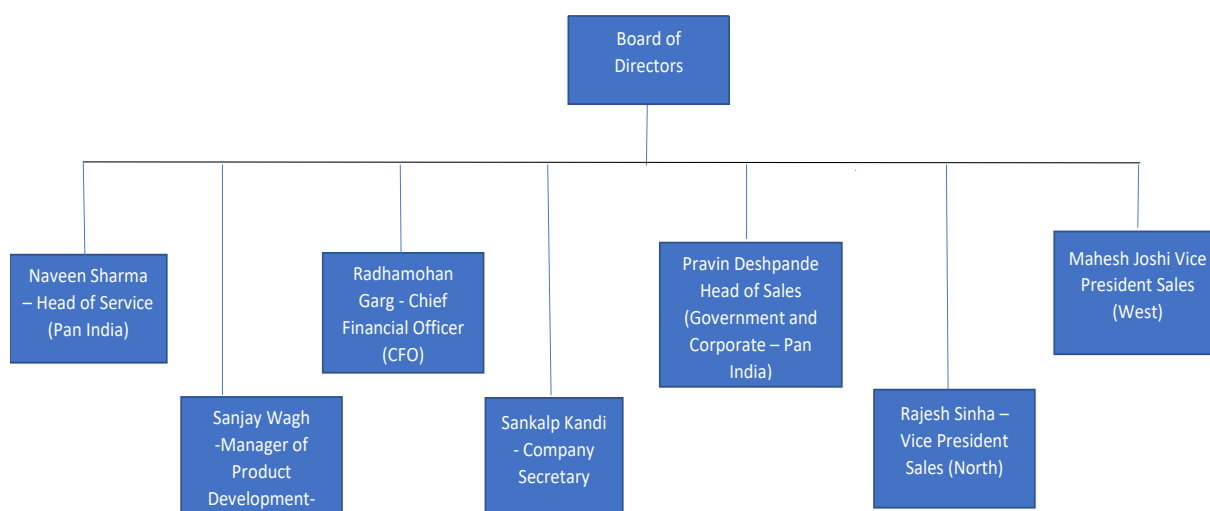 Board of
Directors
Naveen Sharma
– Head of Service
(Pan India)
Sanjay Wagh
-Manager of
Product
Development-
Radhamohan
Garg - Chief
Financial Officer
(CFO)
Sankalp Kandi
- Company
Secretary
Pravin Deshpande
Head of Sales
(Government and
Corporate – Pan
India)
Rajesh Sinha –
Vice President
Sales (North)
Mahesh Joshi Vice
President Sales
(West)